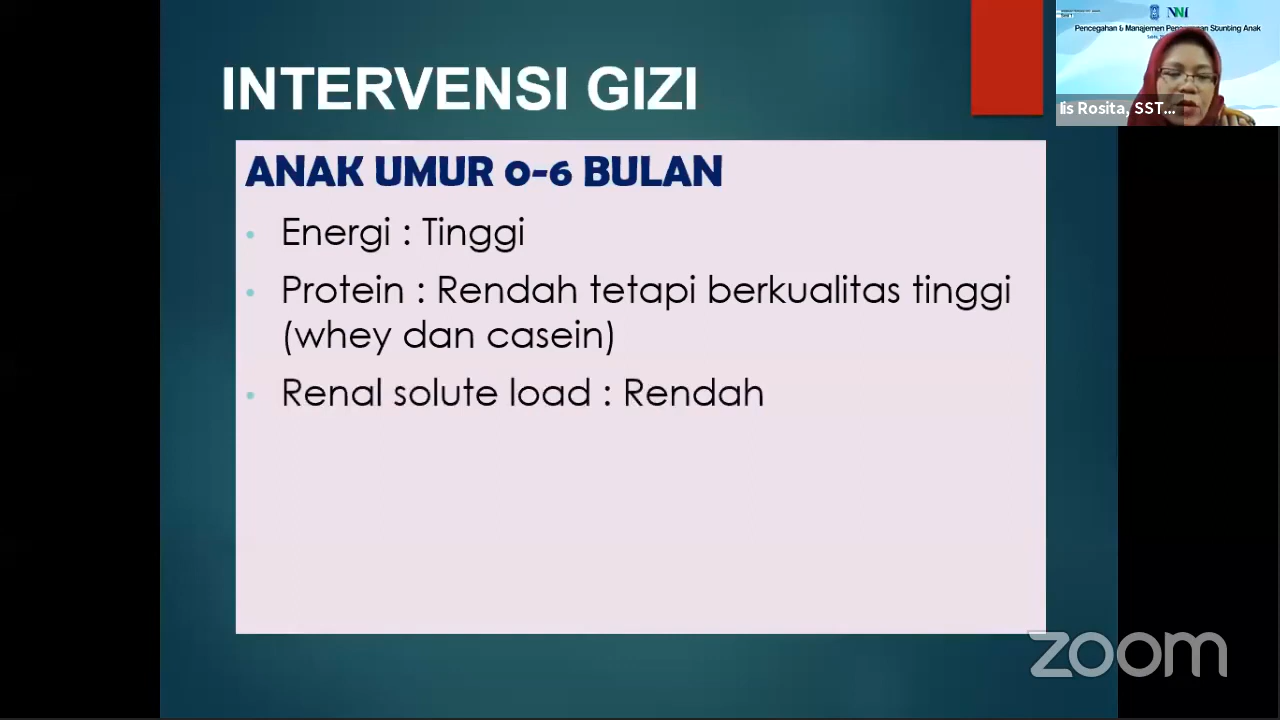 INTERVENSI GIZI
ANAK UMUR 0-6 BULAN
• Energi : Tinggi
• Protein : Rendah tetapi berkualitas tinggi
(whey dan casein)
• Renal solute load : Rendah
Pencegahan & Manajemen Stunting Anak
Iis Rosita, SST...
zoom